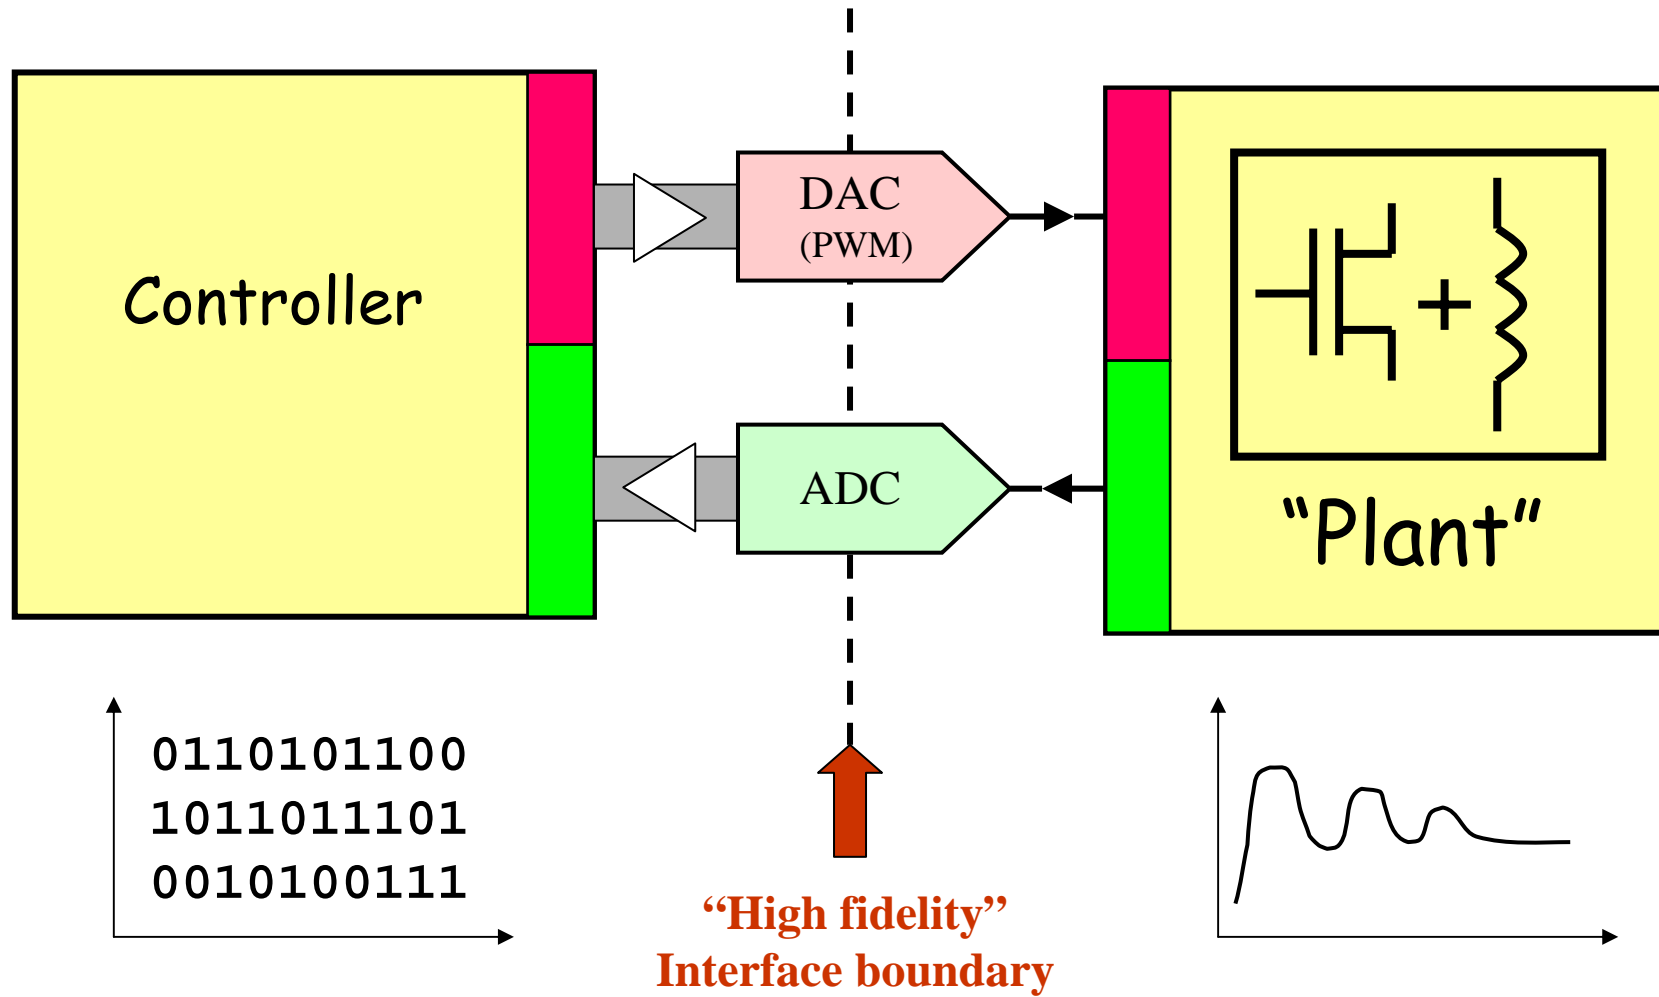 Controller
DAC
(PWM)
ADC
+
“Plant”
0110101100
1011011101
0010100111
“High fidelity”
Interface boundary